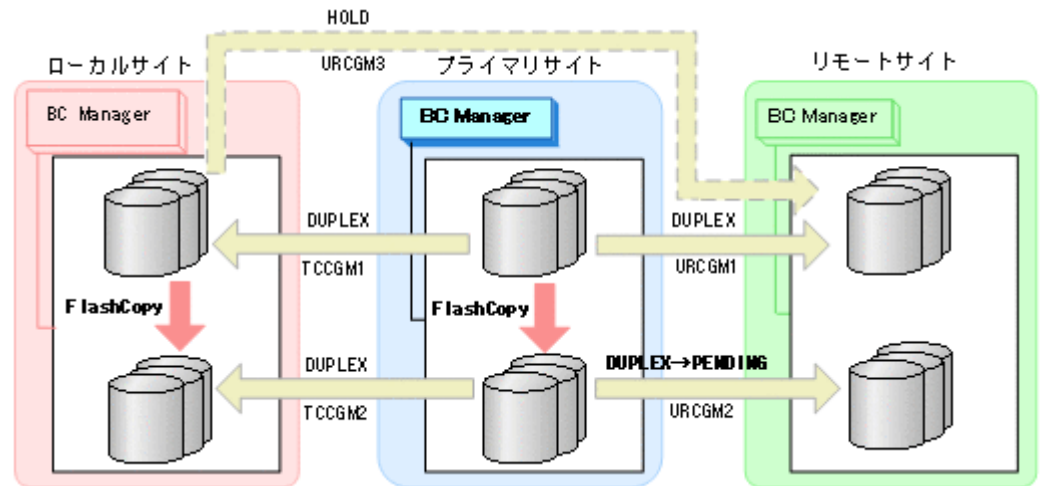 HOLD
URCGM3
ローカルサイト
プライマリサイト
リモートサイト
BC Manager
BC Manager
BC Manager
DUPLEX
DUPLEX
TCCGM1
URCGM1
FlashCopy
FlashCopy
DUPLEX
DUPLEX→PENDING
TCCGM2
URCGM2